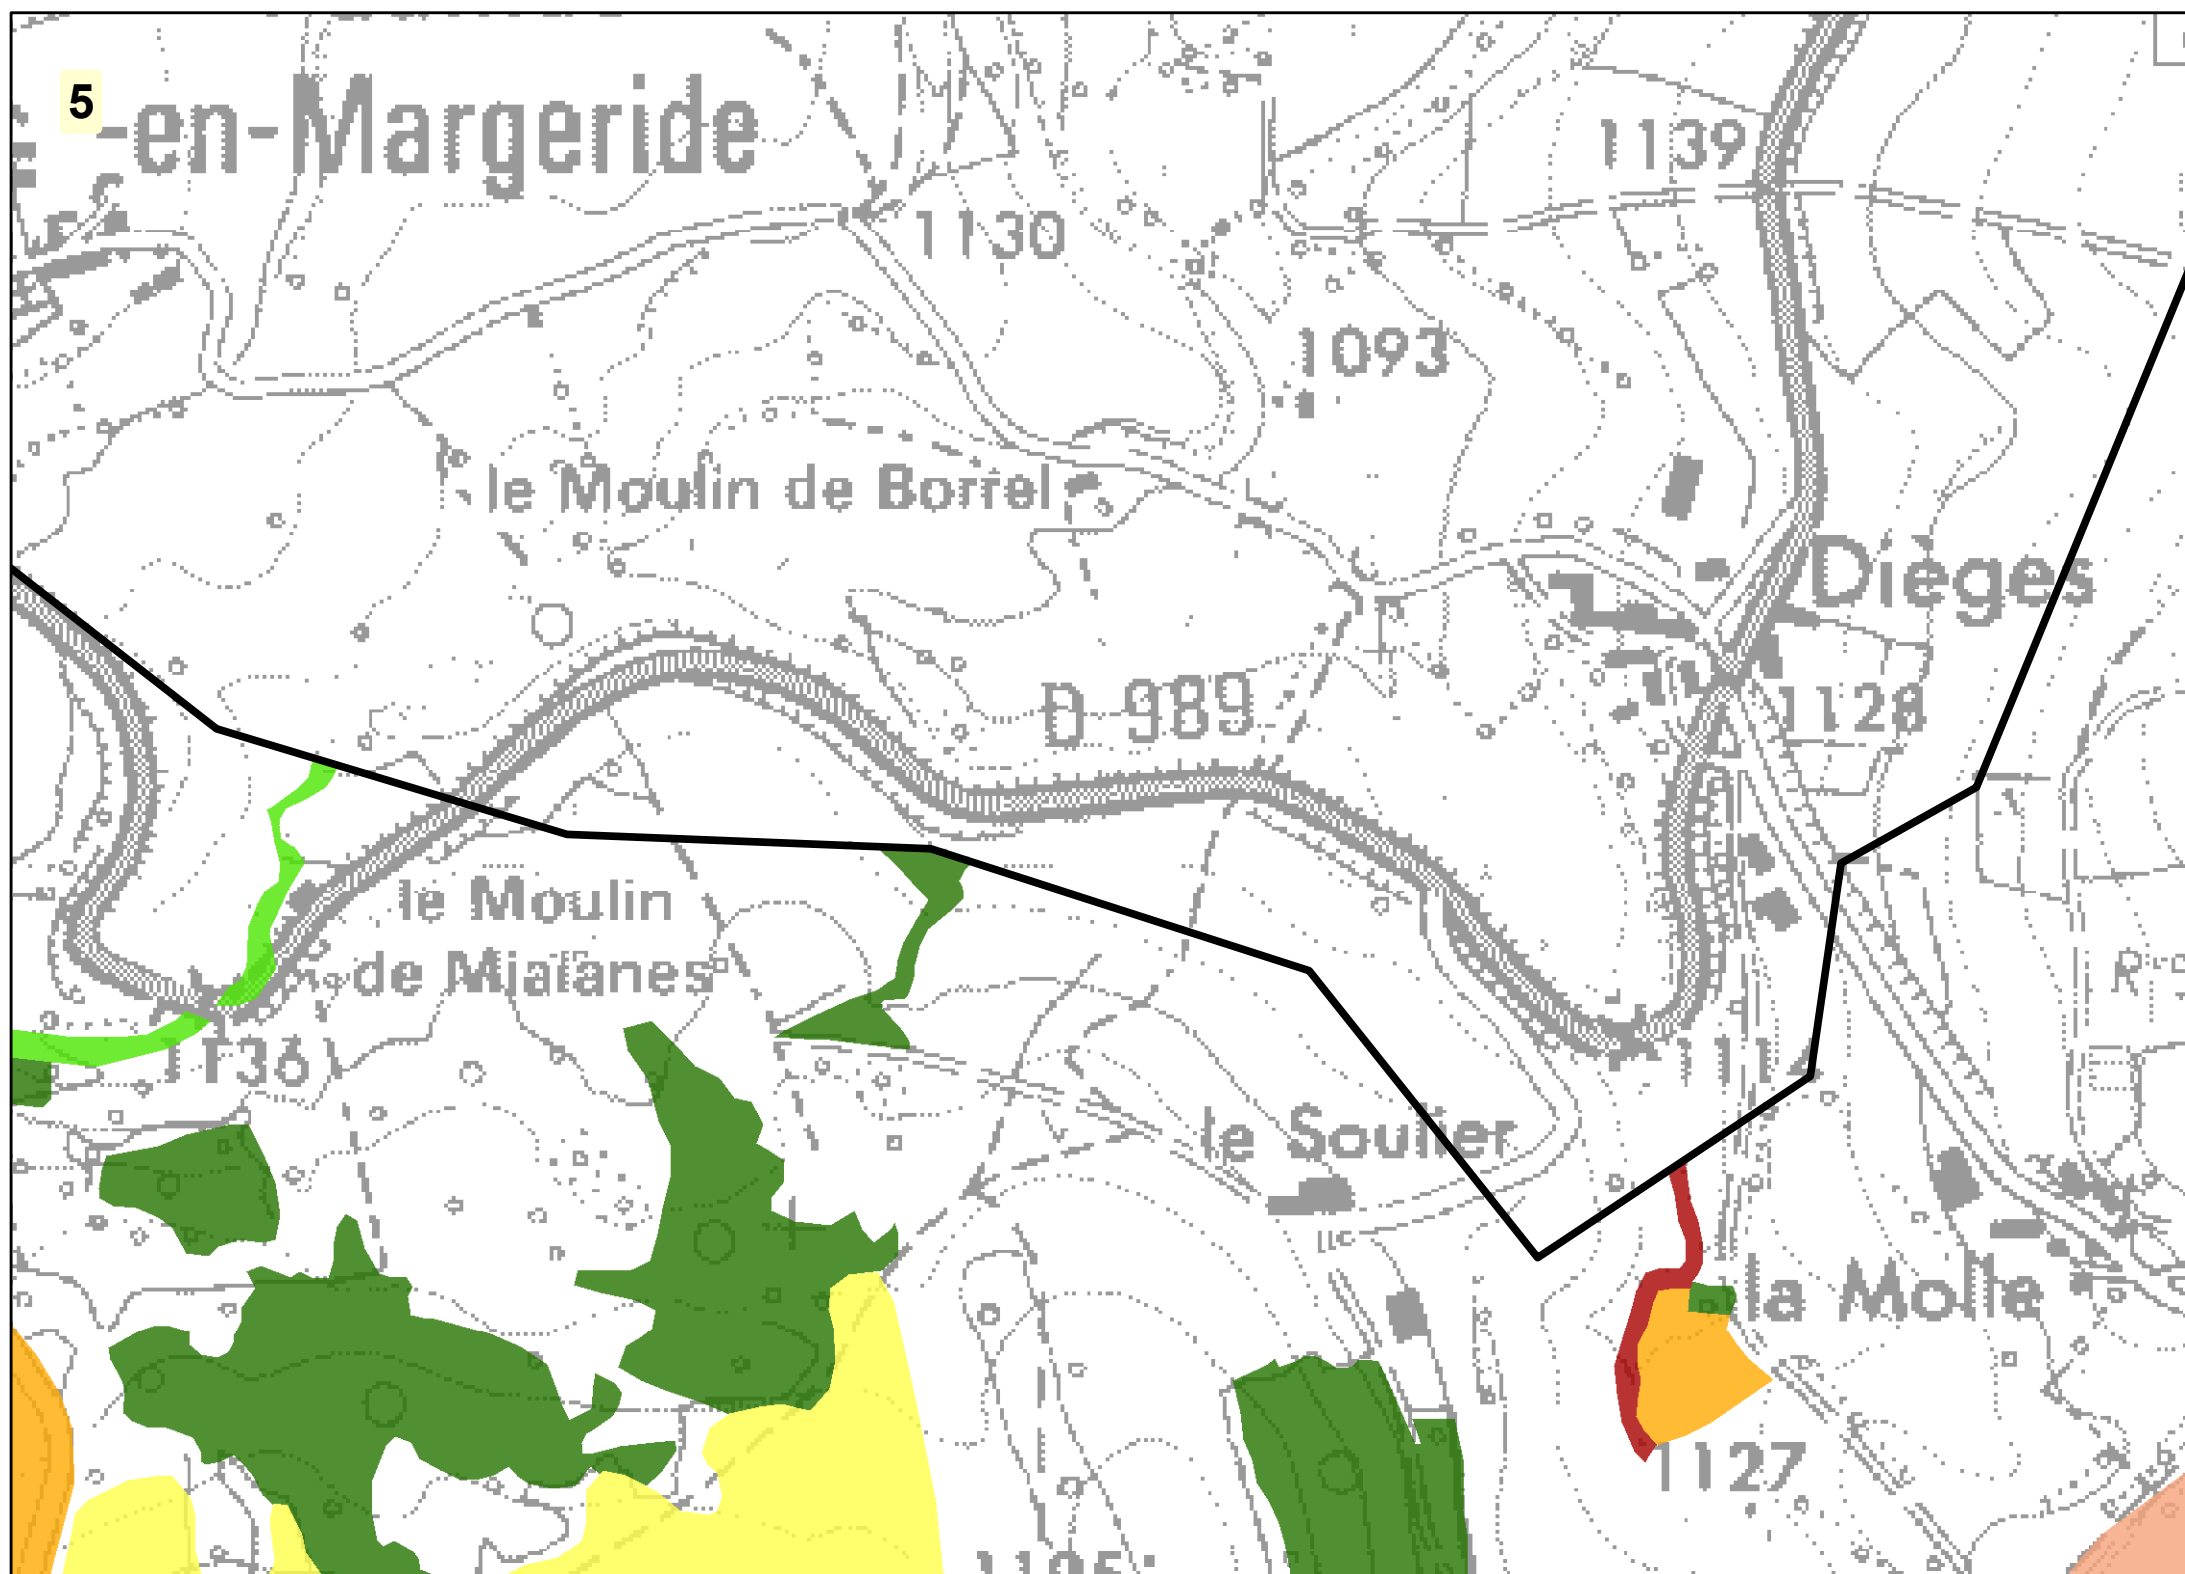 5
-en-Margeride
1139
1130
1093
le Moulin de Borrel
Dièges
D 989
1128
le Moulin
de Mialanes
1136
111
le Soulier
la Molle
1127